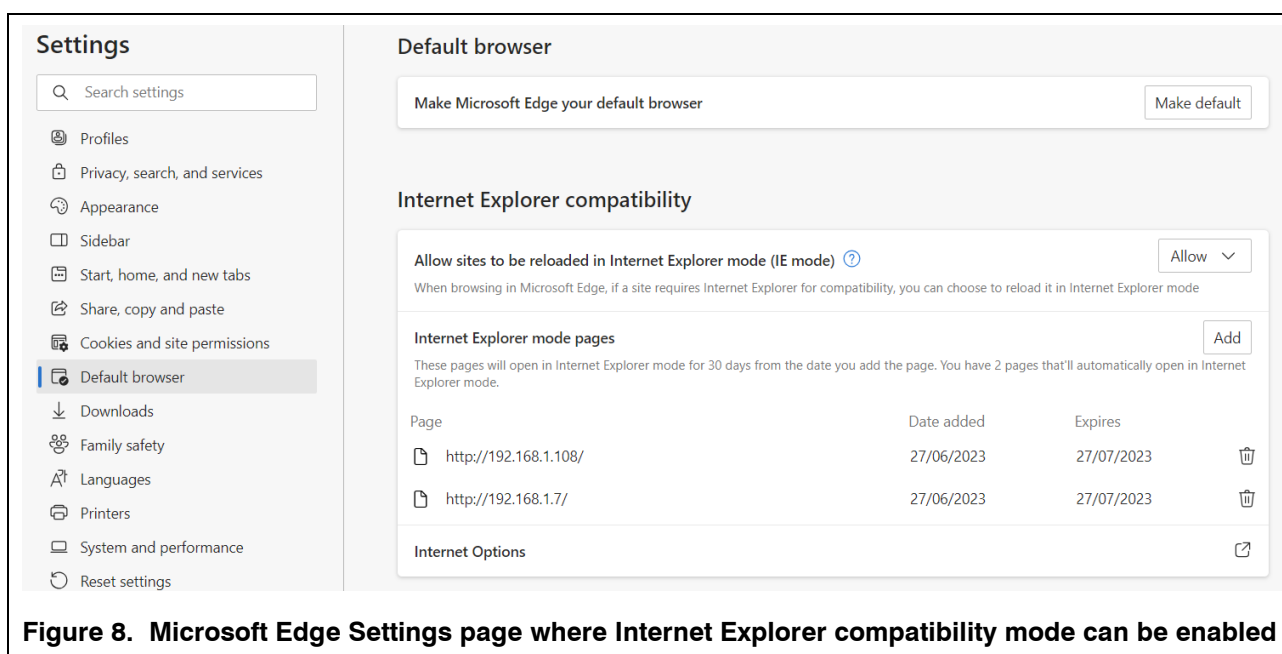 Settings
Search settings
Profiles
Privacy, search, and services
Appearance
Sidebar
Start, home, and new tabs
Share, copy and paste
Cookies and site permissions
Default browser
Downloads
Family safety
Languages
Printers
System and performance
Reset settings
Default browser
Make Microsoft Edge your default browser
Make default
Internet Explorer compatibility
Allow sites to be reloaded in Internet Explorer mode (IE mode)
Allow
When browsing in Microsoft Edge, if a site requires Internet Explorer for compatibility, you can choose to reload it in Internet Explorer mode
Internet Explorer mode pages
Add
These pages will open in Internet Explorer mode for 30 days from the date you add the page. You have 2 pages that'll automatically open in Internet
Explorer mode.
Page Date added Expires
http://192.168.1.108/ 27/06/2023 27/07/2023
http://192.168.1.7/ 27/06/2023 27/07/2023
Internet Options
Figure 8. Microsoft Edge Settings page where Internet Explorer compatibility mode can be enabled